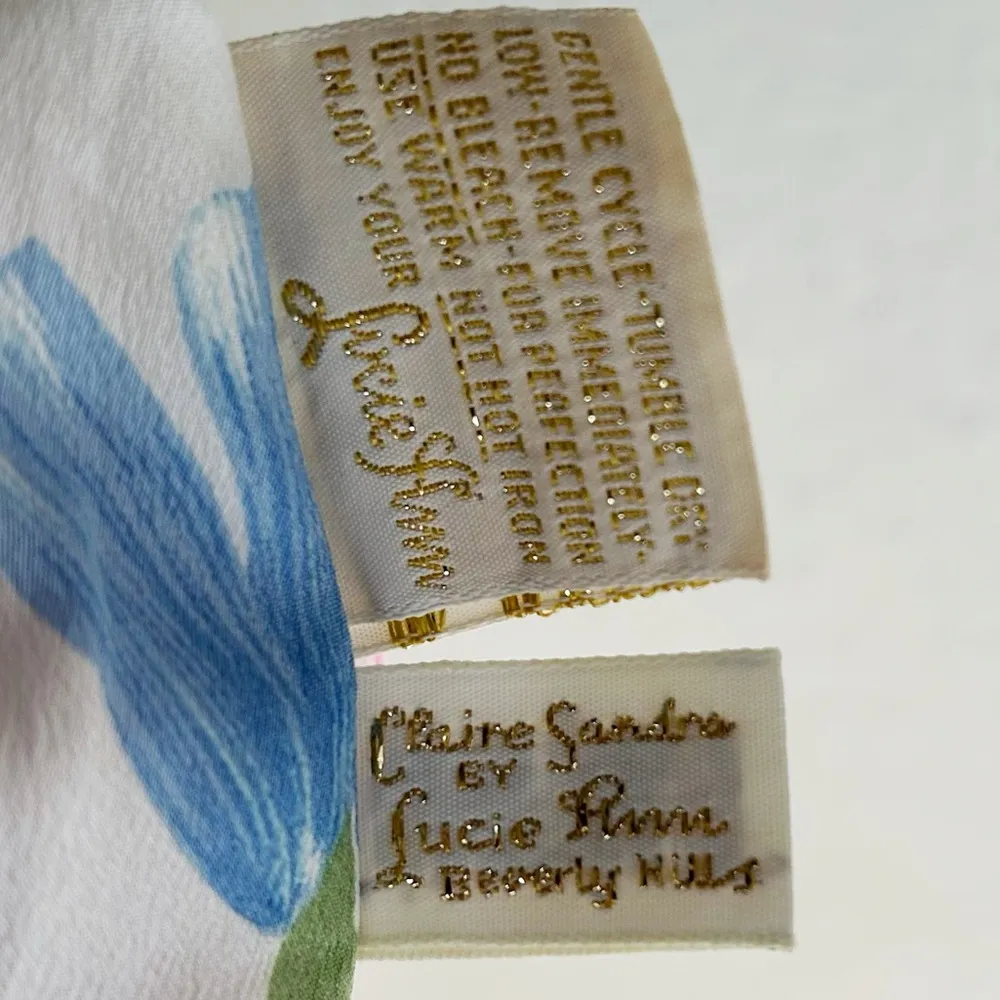 GENTLE CYCLE-TUMBLE DRY
LOW-REMOVE IMMEDIATELY-
NO BLEACH-FOR PERFECTION
USE WARM NOT HOT IRON
ENJOY YOUR
Lucie Ann
Claire Sandra
BY
Lucie Ann
Beverly Hills